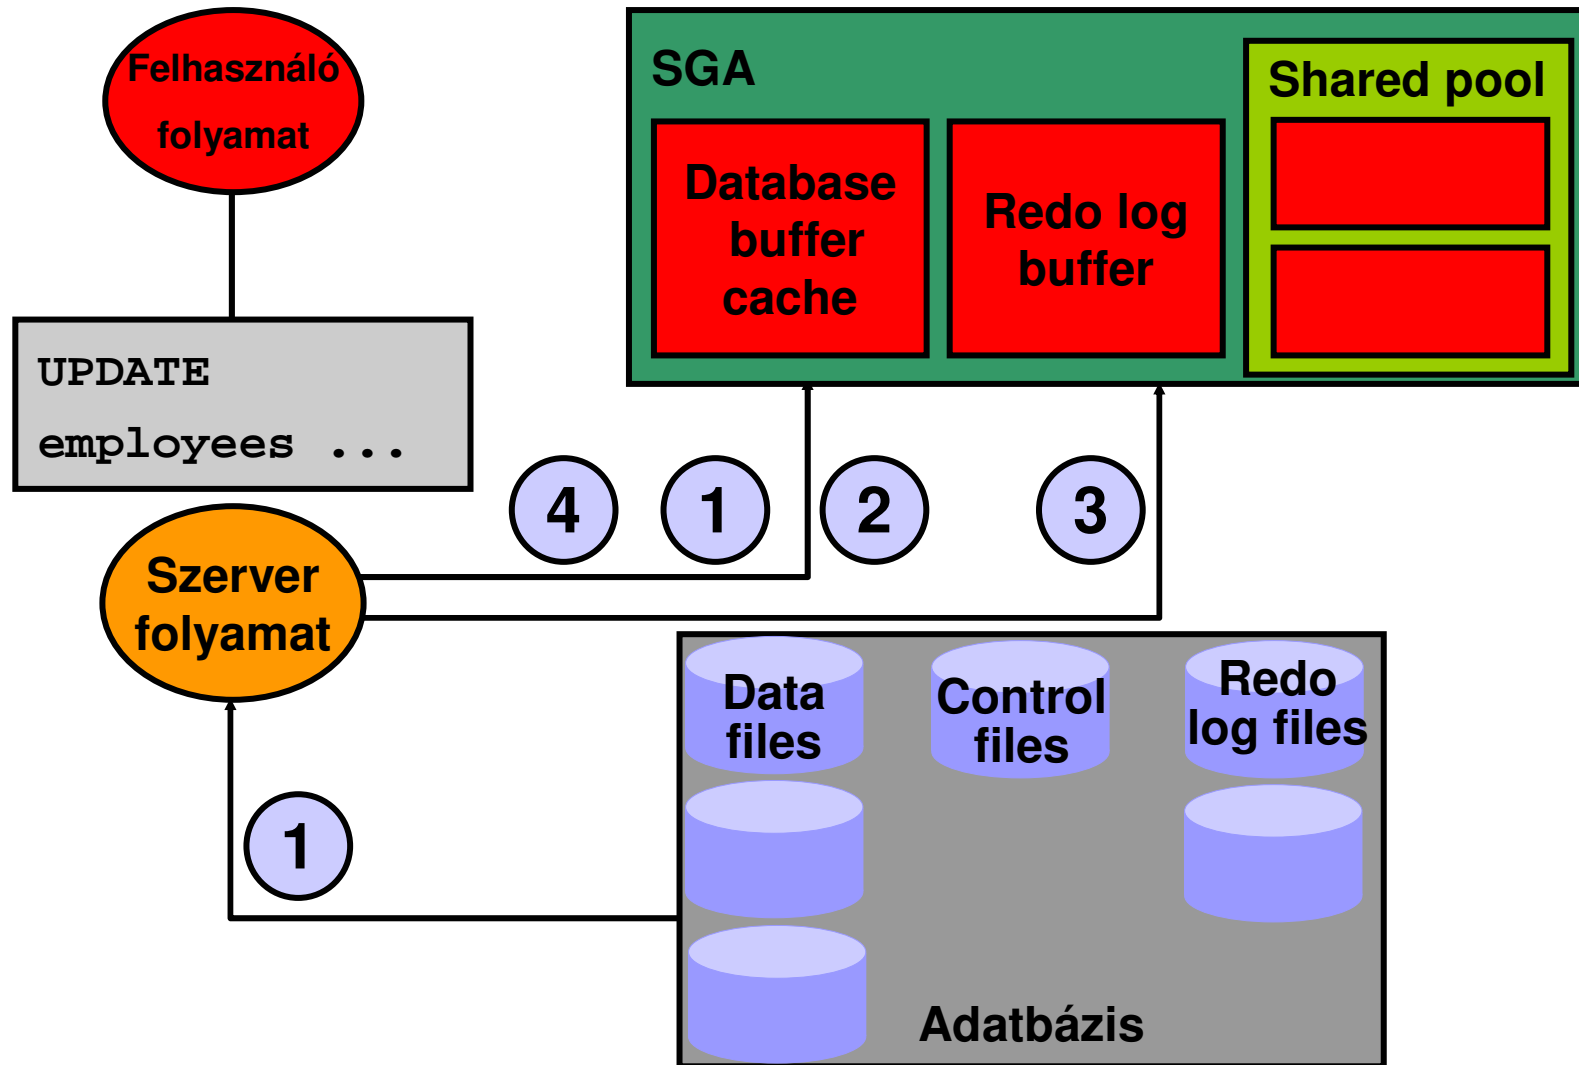 Felhasználó
folyamat
UPDATE
employees ...
SGA
Database
buffer
cache
Redo log
buffer
Shared pool
4
1
2
3
Szerver
folyamat
1
Data
files
Control
files
Redo
log files
Adatbázis